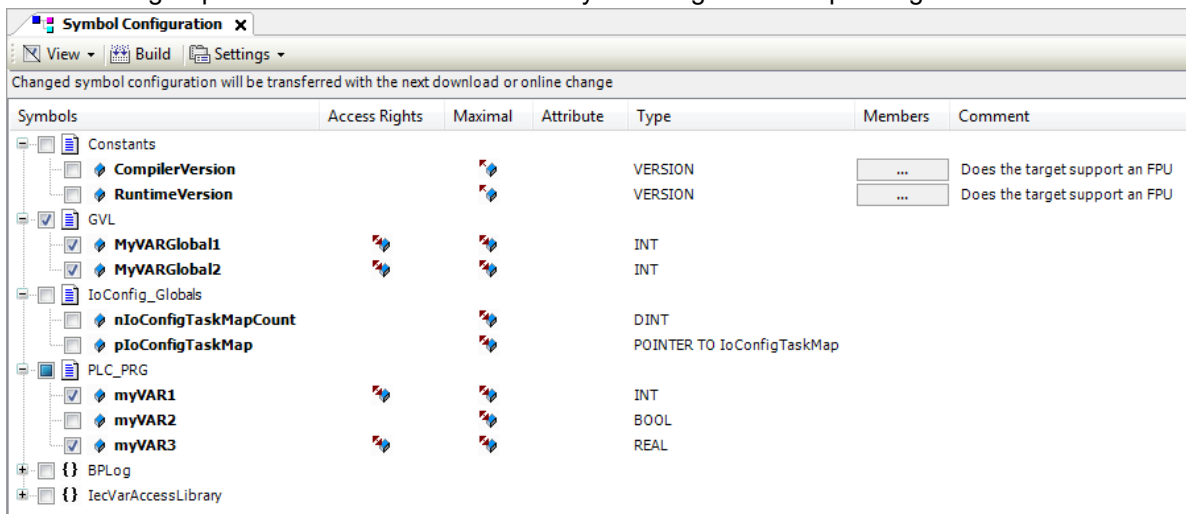 Symbol Configuration X
View Build Settings
Changed symbol configuration will be transferred with the next download or online change
Symbols Access Rights Maximal Attribute Type Members Comment
Constants
CompilerVersion VERSION ... Does the target support an FPU
RuntimeVersion VERSION ... Does the target support an FPU
GVL
MyVARGlobal1 INT
MyVARGlobal2 INT
IoConfig_Globals
nIoConfigTaskMapCount DINT
pIoConfigTaskMap POINTER TO IoConfigTaskMap
PLC_PRG
myVAR1 INT
myVAR2 BOOL
myVAR3 REAL
{} BPLog
{} IecVarAccessLibrary